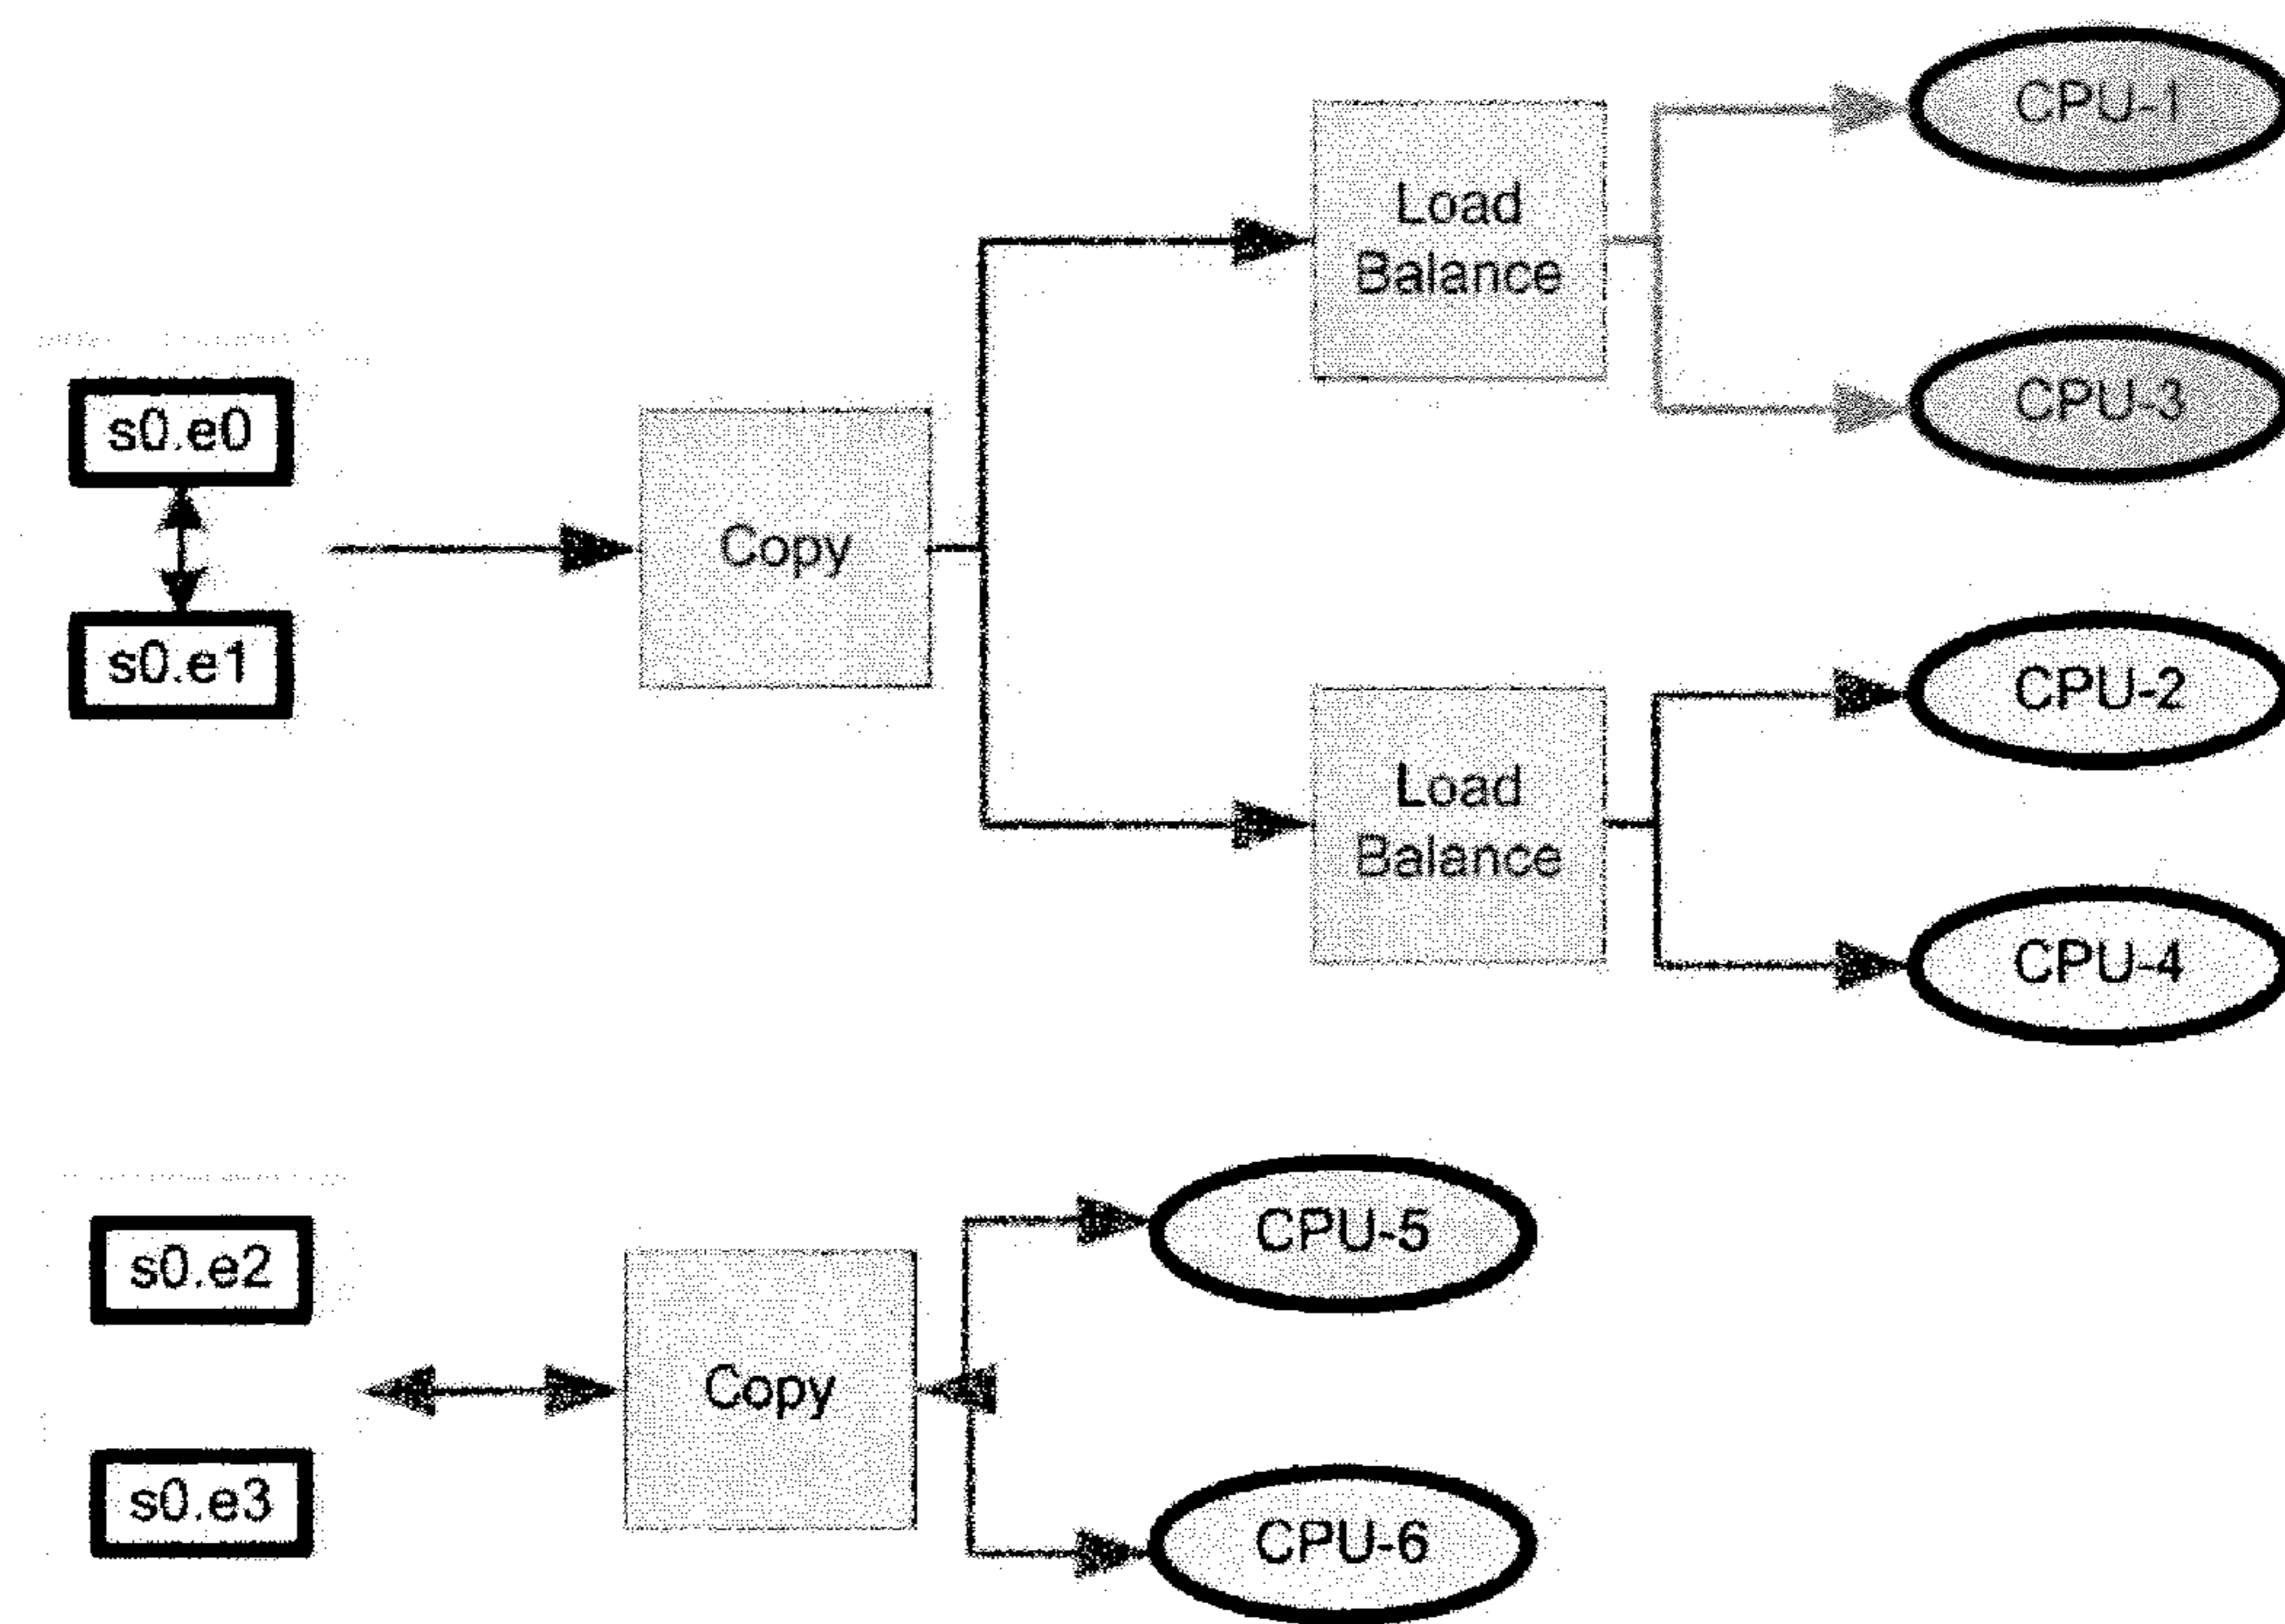 CPU-1
Load
Balance
CPU-3
s0.e0
Copy
s0.e1
CPU-2
Load
Balance
CPU-4
s0.e2
CPU-5
Copy
s0.e3
CPU-6